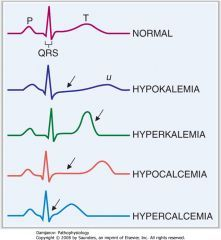 P T NORMAL
QRS
u
HYPOKALEMIA
HYPERKALEMIA
HYPOCALCEMIA
HYPERCALCEMIA
Damjanov: Pathophysiology
Copyright © 2009 by Saunders, an imprint of Elsevier, Inc. All rights reserved.